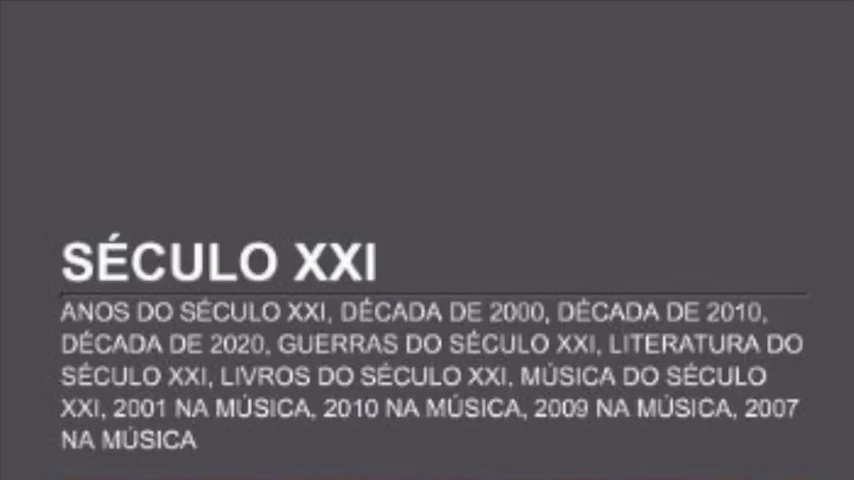 SÉCULO XXI
ANOS DO SÉCULO XXI, DÉCADA DE 2000, DÉCADA DE 2010,
DÉCADA DE 2020, GUERRAS DO SÉCULO XXI, LITERATURA DO
SÉCULO XXI, LIVROS DO SÉCULO XXI, MÚSICA DO SÉCULO
XXI, 2001 NA MÚSICA, 2010 NA MÚSICA, 2009 NA MÚSICA, 2007
NA MÚSICA